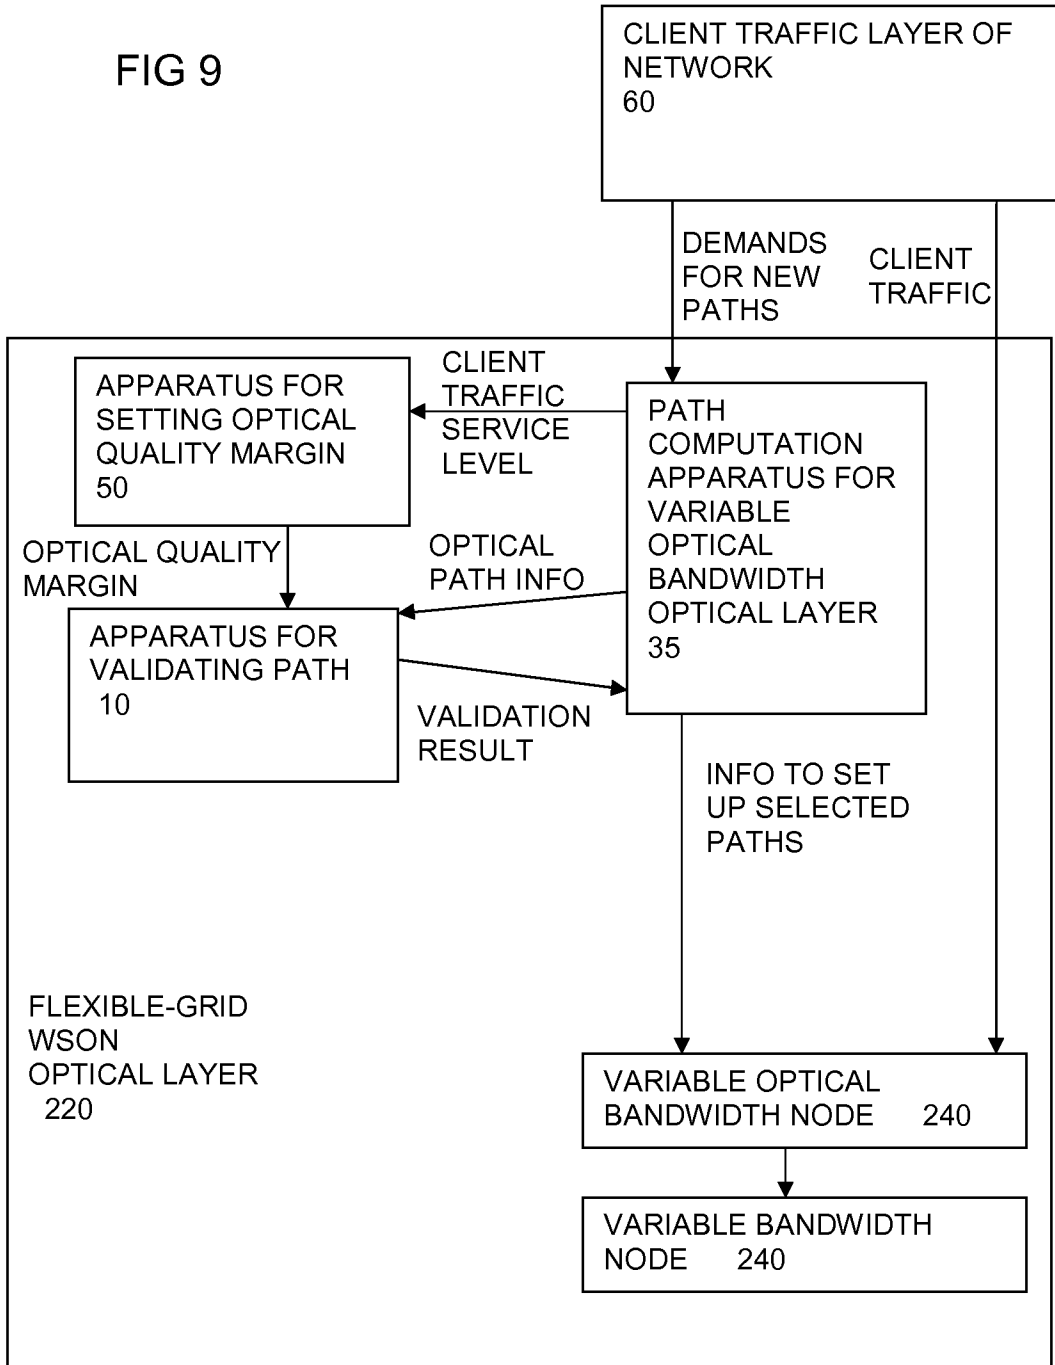 FIG 9
CLIENT TRAFFIC LAYER OF
NETWORK
60
DEMANDS
FOR NEW
PATHS
CLIENT
TRAFFIC
APPARATUS FOR
SETTING OPTICAL
QUALITY MARGIN
50
CLIENT
TRAFFIC
SERVICE
LEVEL
PATH
COMPUTATION
APPARATUS FOR
VARIABLE
OPTICAL
BANDWIDTH
OPTICAL LAYER
35
OPTICAL QUALITY
MARGIN
OPTICAL
PATH INFO
APPARATUS FOR
VALIDATING PATH
10
VALIDATION
RESULT
INFO TO SET
UP SELECTED
PATHS
FLEXIBLE-GRID
WSON
OPTICAL LAYER
220
VARIABLE OPTICAL
BANDWIDTH NODE 240
VARIABLE BANDWIDTH
NODE 240